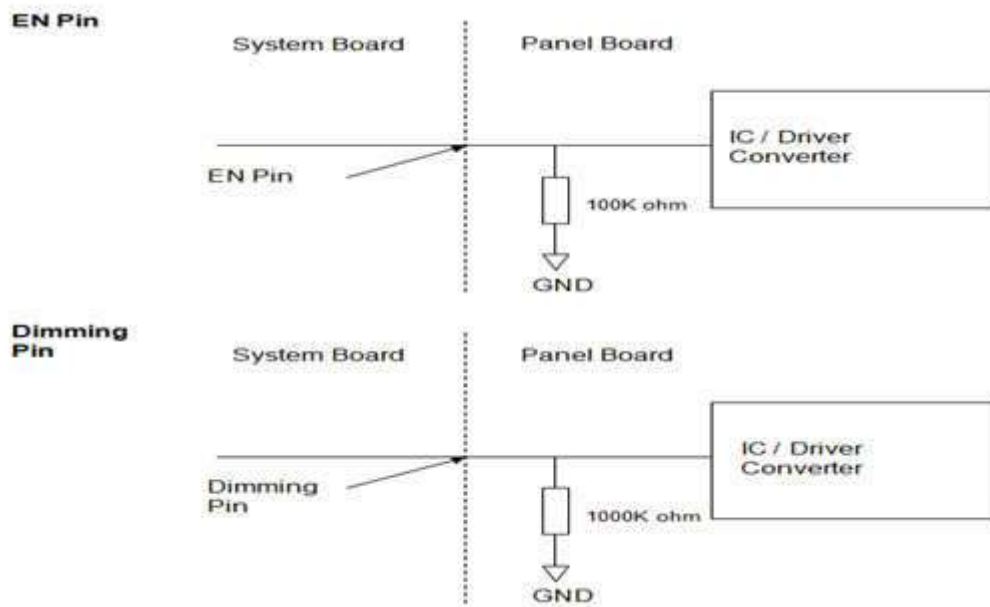 EN Pin
System Board
Panel Board
IC / Driver
Converter
EN Pin
100K ohm
GND
Dimming
Pin
System Board
Panel Board
IC / Driver
Converter
Dimming
Pin
1000K ohm
GND